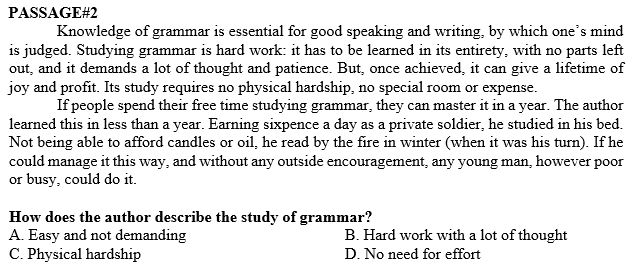 PASSAGE#2
Knowledge of grammar is essential for good speaking and writing, by which one's mind
is judged. Studying grammar is hard work: it has to be learned in its entirety, with no parts left
out, and it demands a lot of thought and patience. But, once achieved, it can give a lifetime of
joy and profit. Its study requires no physical hardship, no special room or expense.
If people spend their free time studying grammar, they can master it in a year. The author
learned this in less than a year. Earning sixpence a day as a private soldier, he studied in his bed.
Not being able to afford candles or oil, he read by the fire in winter (when it was his turn). If he
could manage it this way, and without any outside encouragement, any young man, however poor
or busy, could do it.
How does the author describe the study of grammar?
A. Easy and not demanding B. Hard work with a lot of thought
C. Physical hardship D. No need for effort